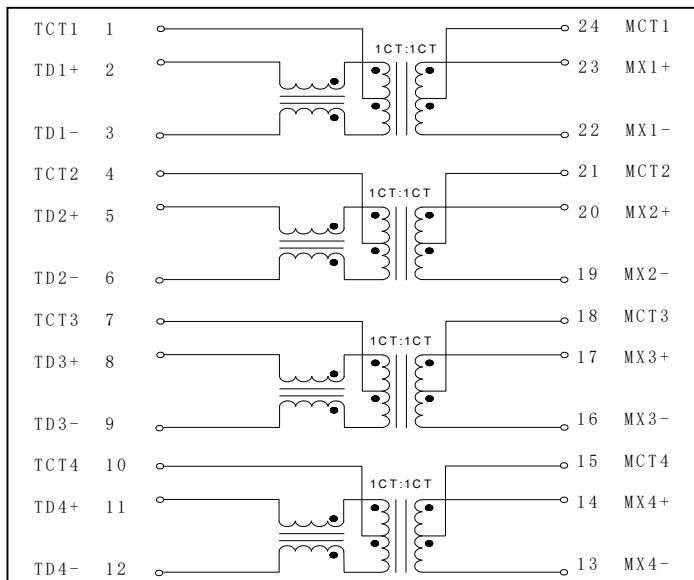 TCT1 1 24 MCT1
1CT:1CT
TD1+ 2 23 MX1+
TD1- 3 22 MX1-
TCT2 4 21 MCT2
1CT:1CT
TD2+ 5 20 MX2+
TD2- 6 19 MX2-
TCT3 7 18 MCT3
1CT:1CT
TD3+ 8 17 MX3+
TD3- 9 16 MX3-
TCT4 10 15 MCT4
1CT:1CT
TD4+ 11 14 MX4+
TD4- 12 13 MX4-